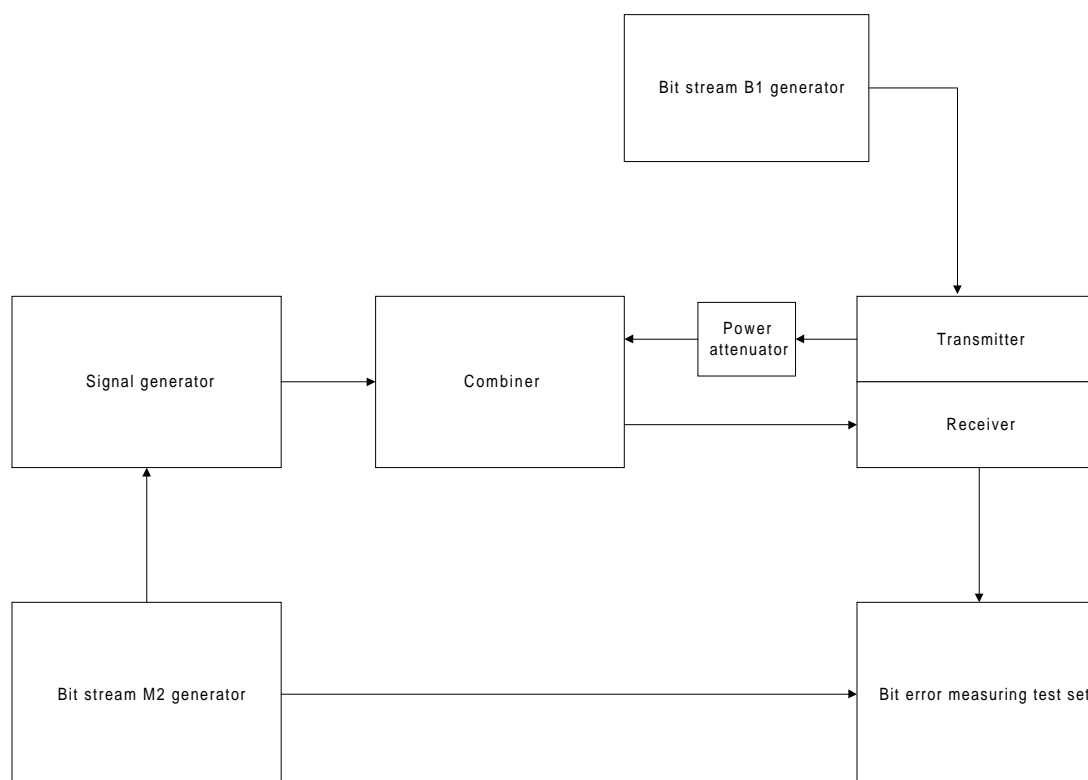 Bit stream B1 generator
Power
attenuator
Transmitter
Signal generator
Combiner
Receiver
Bit stream M2 generator
Bit error measuring test set